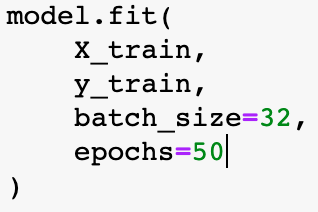 model.fit(
    X_train,
    y_train,
    batch_size=32,
    epochs=50
)